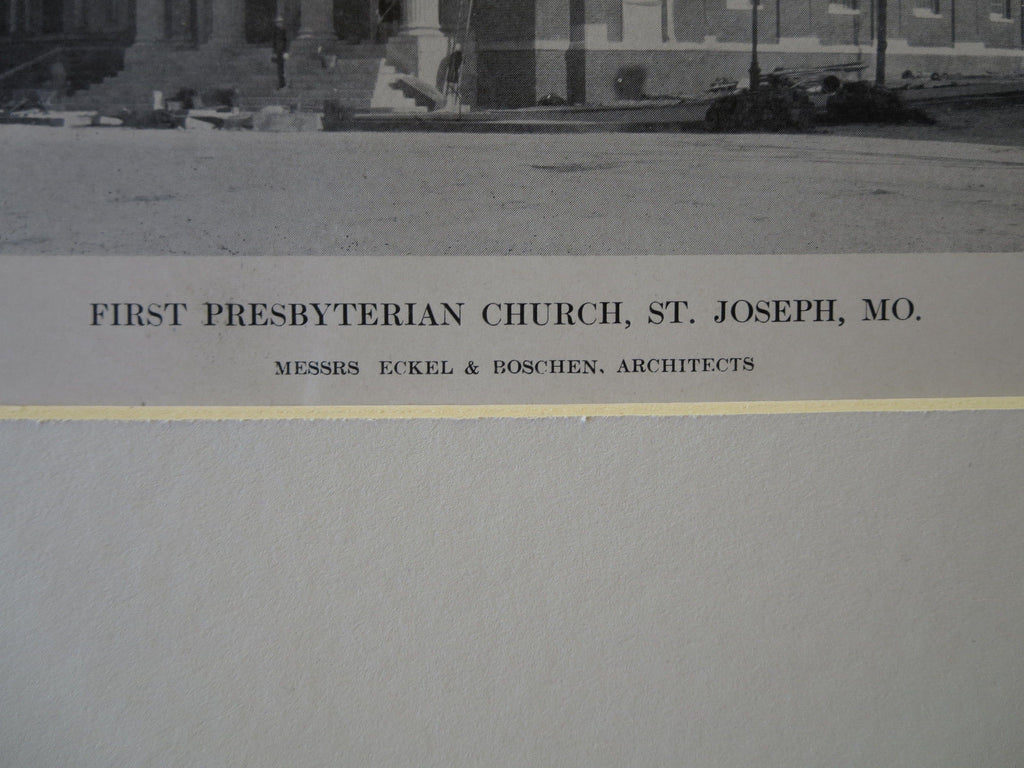 FIRST PRESBYTERIAN CHURCH, ST. JOSEPH, MO.
MESSRS ECKEL & BOSCHEN, ARCHITECTS